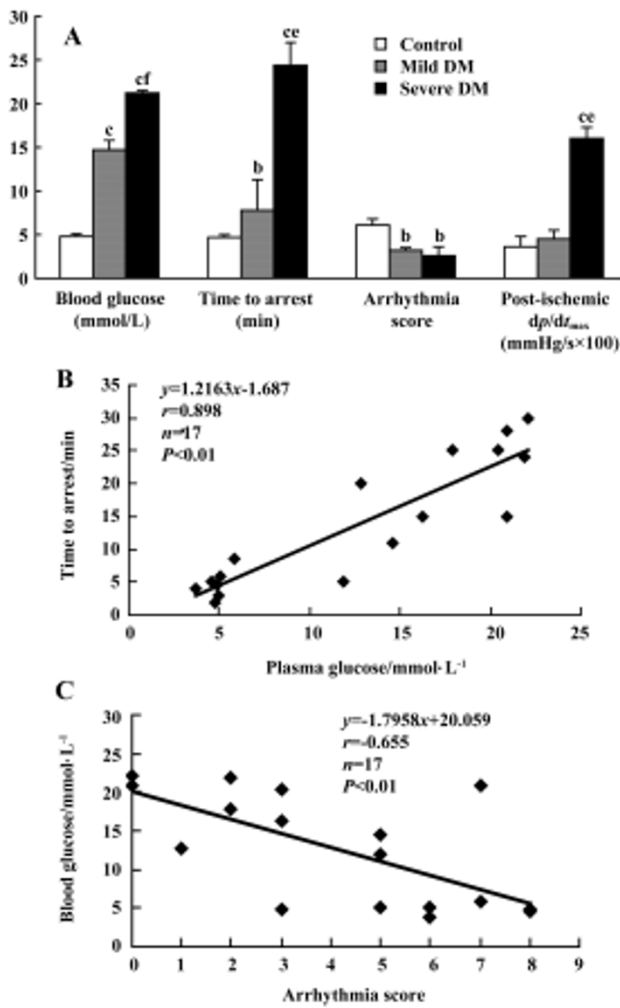 A
Control
Mild DM
Severe DM
30
25
20
15
10
5
0
c
cf
b
ce
b
b
ce
Blood glucose
(mmol/L)
Time to arrest
(min)
Arrhythmia
score
Post-ischemic
dp/dtmax
(mmHg/s×100)
B
y=1.2163x-1.687
r=0.898
n=17
P<0.01
Time to arrest/min
35
30
25
20
15
10
5
0
0 5 10 15 20 25
Plasma glucose/mmol·L-1
C
y=-1.7958x+20.059
r=-0.655
n=17
P<0.01
Blood glucose/mmol·L-1
30
25
20
15
10
5
0
0 1 2 3 4 5 6 7 8 9
Arrhythmia score